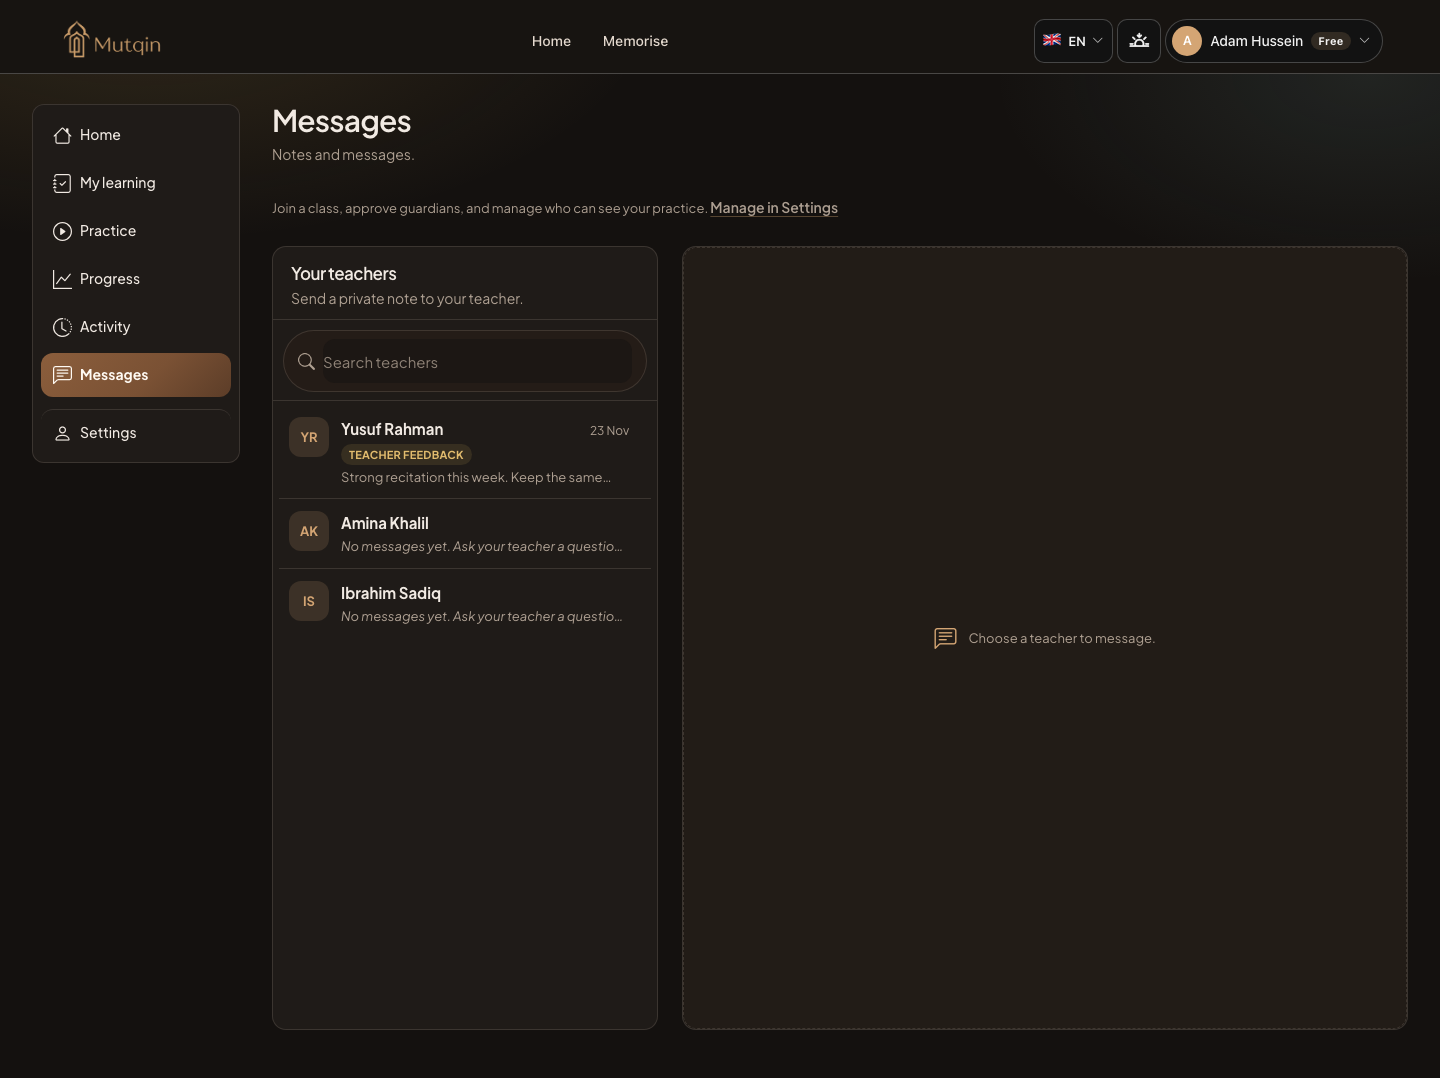 Mutqin
Home
Memorise
EN
A
Adam Hussein
Free
Home
My learning
Practice
Progress
Activity
Messages
Settings
Messages
Notes and messages.
Join a class, approve guardians, and manage who can see your practice. Manage in Settings
Your teachers
Send a private note to your teacher.
Search teachers
YR
Yusuf Rahman
23 Nov
TEACHER FEEDBACK
Strong recitation this week. Keep the same...
AK
Amina Khalil
No messages yet. Ask your teacher a questio...
IS
Ibrahim Sadiq
No messages yet. Ask your teacher a questio...
Choose a teacher to message.